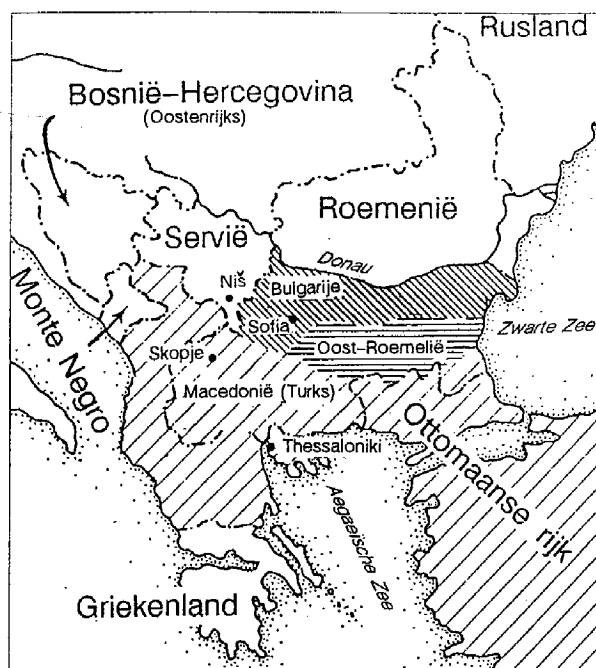 Rusland
Bosnië-Hercegovina
(Oostenrijks)
Roemenië
Servië
Donau
Niš
Bulgarije
Sofia
Zwarte Zee
Monte Negro
Oost-Roemelië
Skopje
Macedonië (Turks)
Ottomaanse rijk
Thessaloniki
Aegaeische Zee
Griekenland